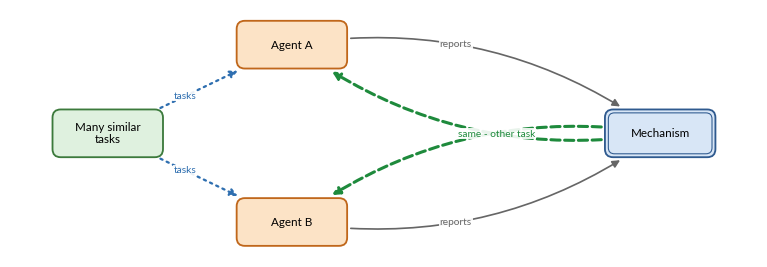 Agent A
reports
tasks
Many similar
tasks
same - other task
Mechanism
tasks
Agent B
reports